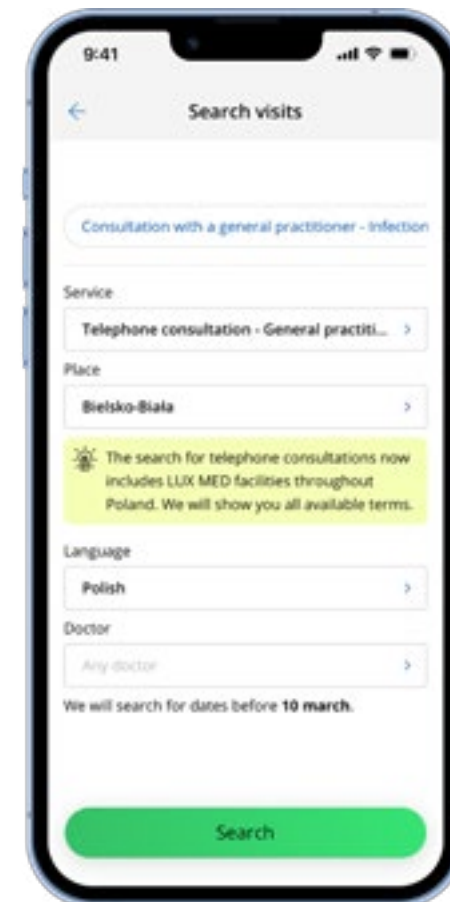 9:41
Search visits
Consultation with a general practitioner - Infection
Service
Telephone consultation - General practiti...
Place
Bielsko-Biała
The search for telephone consultations now
includes LUX MED facilities throughout
Poland. We will show you all available terms.
Language
Polish
Doctor
Any doctor
We will search for dates before 10 march.
Search